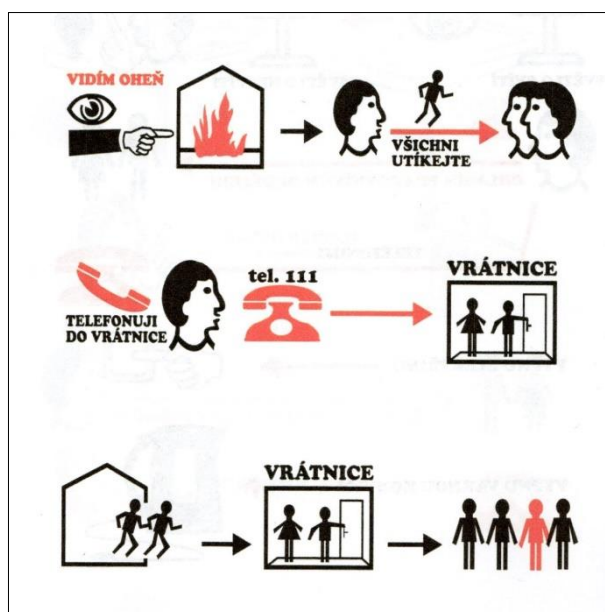 VIDÍM OHEŇ
VŠICHNI
UTÍKEJTE
tel. 111
VRÁTNICE
TELEFONUJI
DO VRÁTNICE
VRÁTNICE